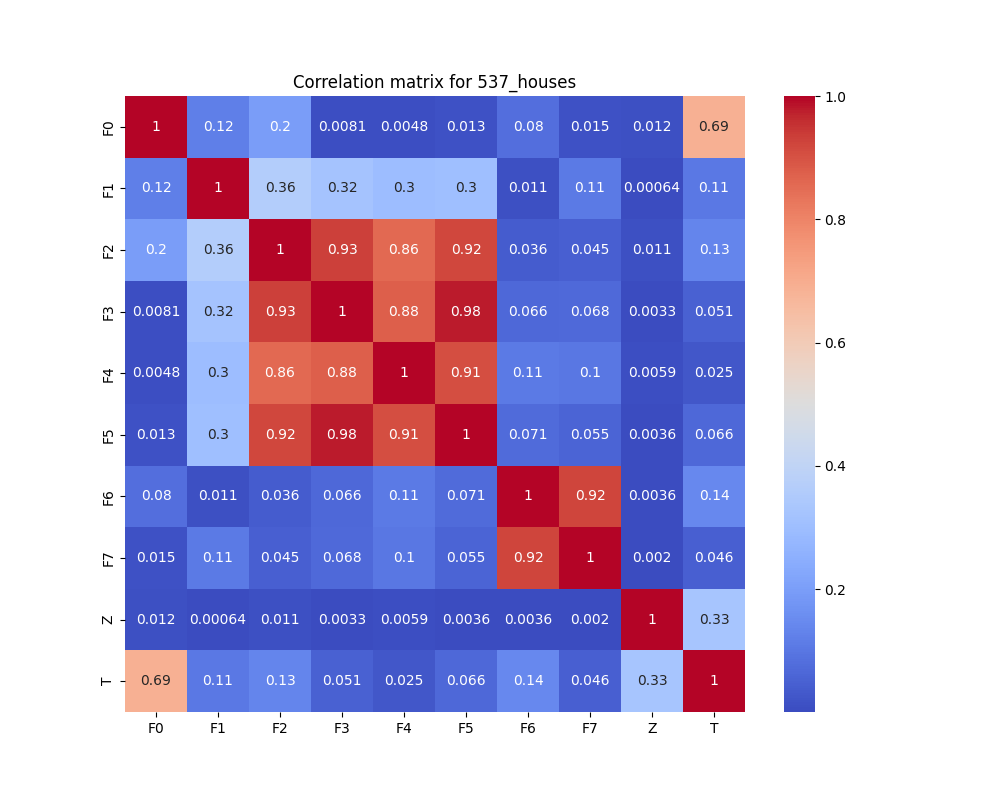 Correlation matrix for 537_houses
F0 1 0.12 0.2 0.0081 0.0048 0.013 0.08 0.015 0.012 0.69
F1 0.12 1 0.36 0.32 0.3 0.3 0.011 0.11 0.00064 0.11
F2 0.2 0.36 1 0.93 0.86 0.92 0.036 0.045 0.011 0.13
F3 0.0081 0.32 0.93 1 0.88 0.98 0.066 0.068 0.0033 0.051
F4 0.0048 0.3 0.86 0.88 1 0.91 0.11 0.1 0.0059 0.025
F5 0.013 0.3 0.92 0.98 0.91 1 0.071 0.055 0.0036 0.066
F6 0.08 0.011 0.036 0.066 0.11 0.071 1 0.92 0.0036 0.14
F7 0.015 0.11 0.045 0.068 0.1 0.055 0.92 1 0.002 0.046
Z 0.012 0.00064 0.011 0.0033 0.0059 0.0036 0.0036 0.002 1 0.33
T 0.69 0.11 0.13 0.051 0.025 0.066 0.14 0.046 0.33 1
F0 F1 F2 F3 F4 F5 F6 F7 Z T
1.0
0.8
0.6
0.4
0.2